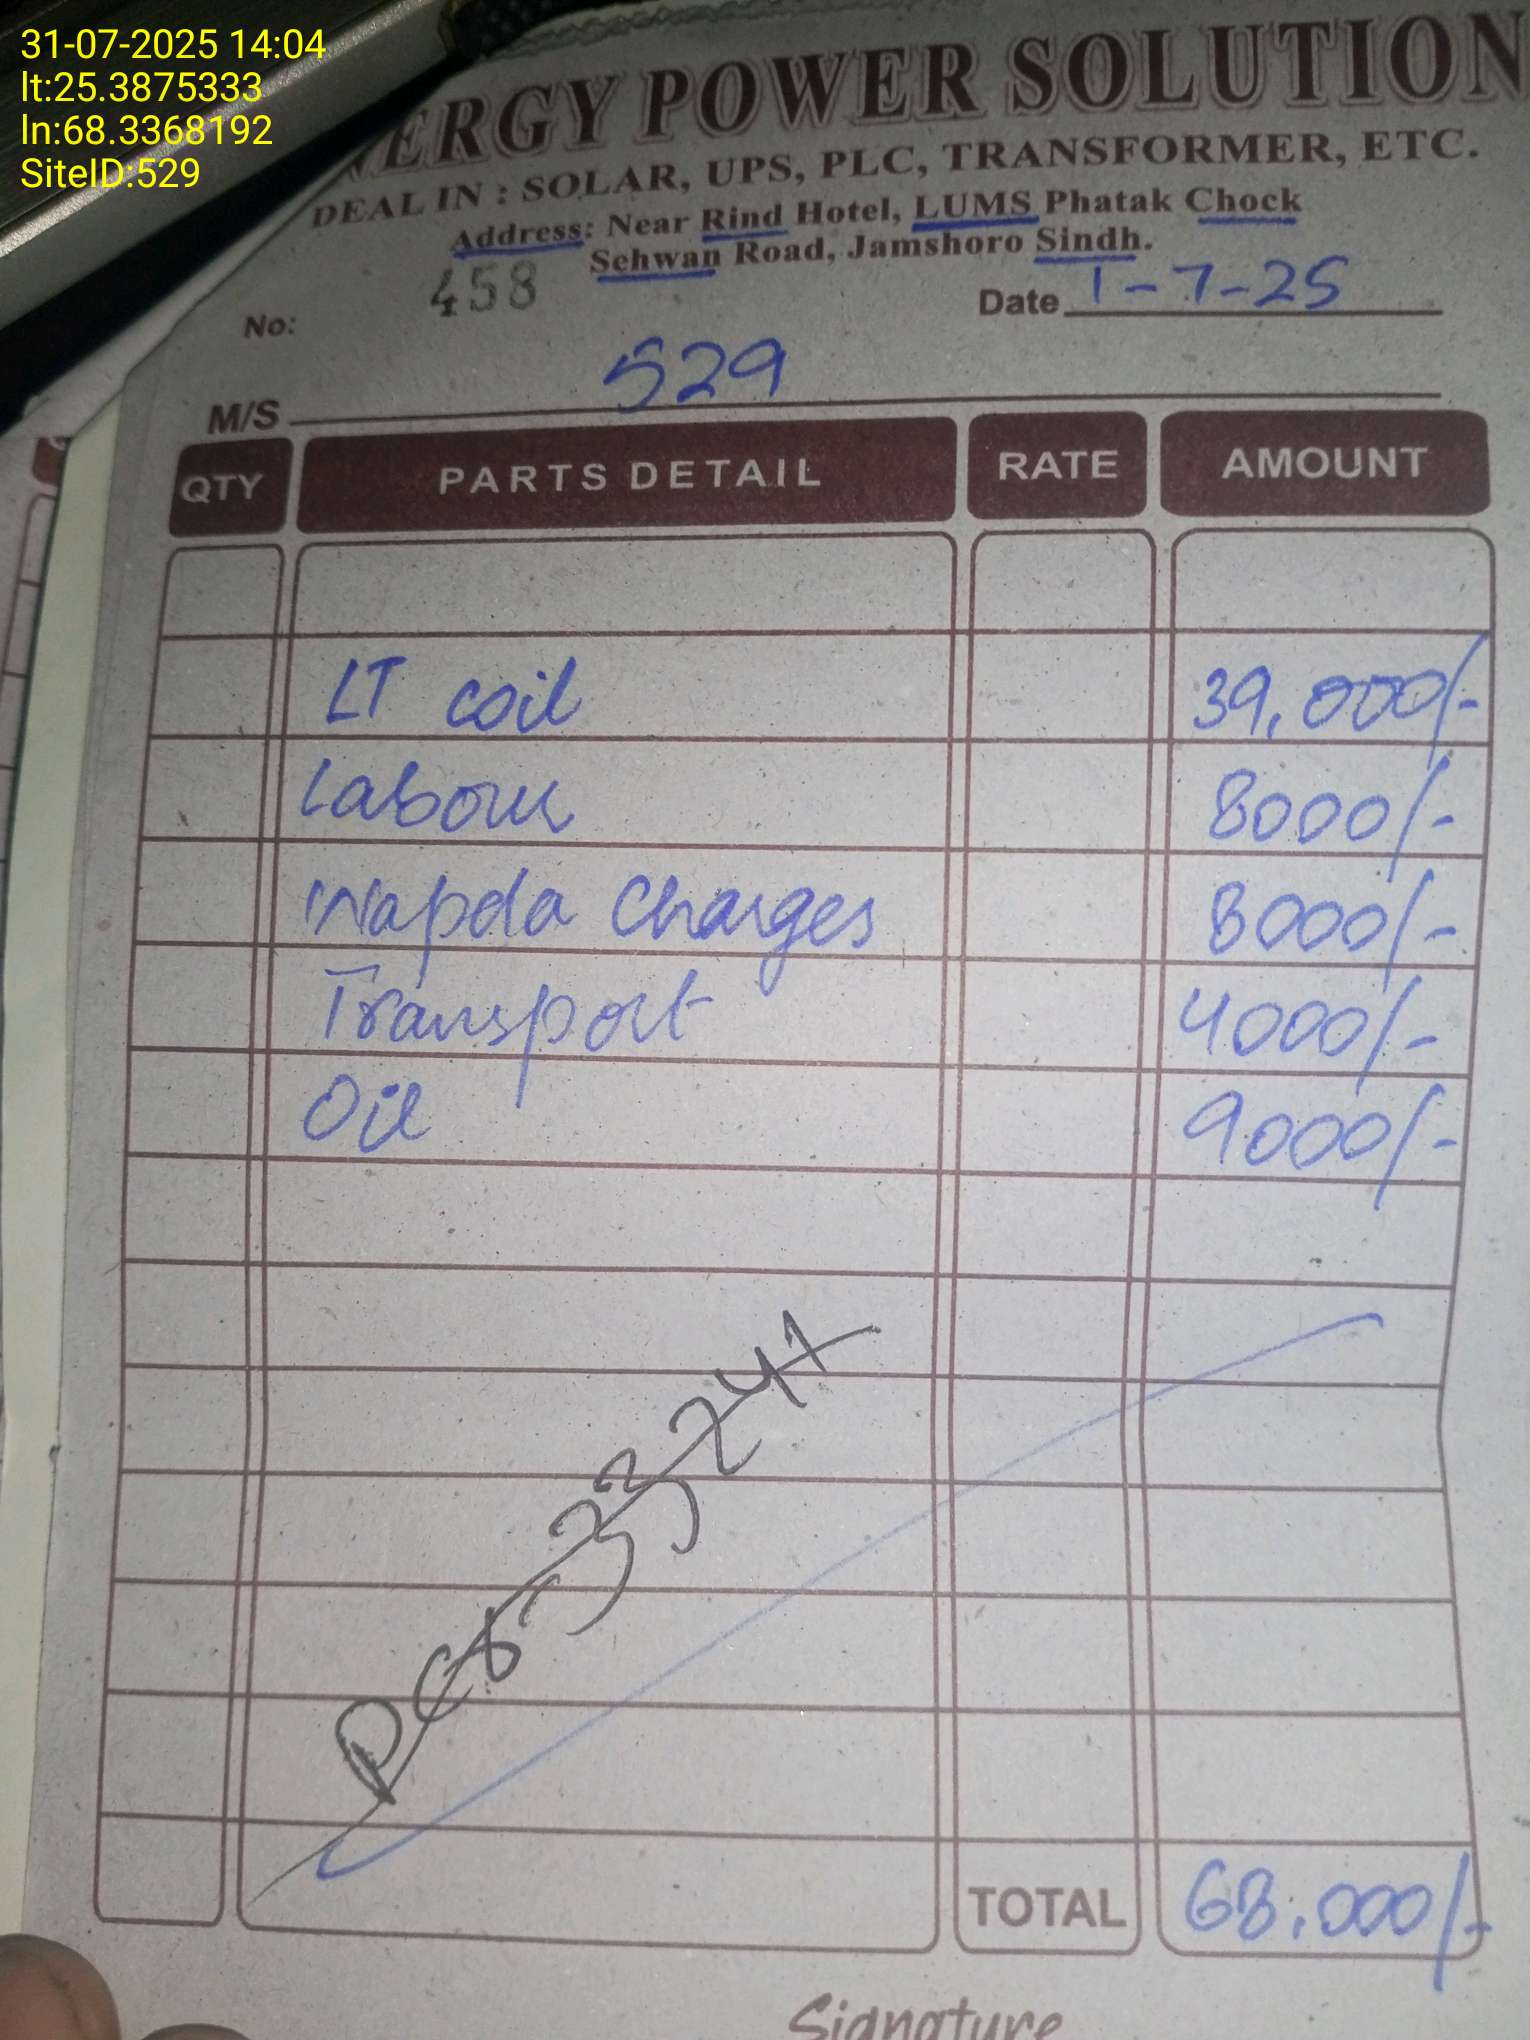 31-07-2025 14:04
lt:25.3875333
ln:68.3368192
SiteID:529
NERGY POWER SOLUTION
DEAL IN : SOLAR, UPS, PLC, TRANSFORMER, ETC.
Address: Near Rind Hotel, LUMS Phatak Chock
Sehwan Road, Jamshoro Sindh.
No: 458 Date 1-7-25
M/S 529
QTY PARTS DETAIL RATE AMOUNT
LT coil 39,000/-
Labour 8000/-
Wapda Charges 8000/-
Transport 4000/-
Oil 9000/-
TOTAL 68,000/-
Signature